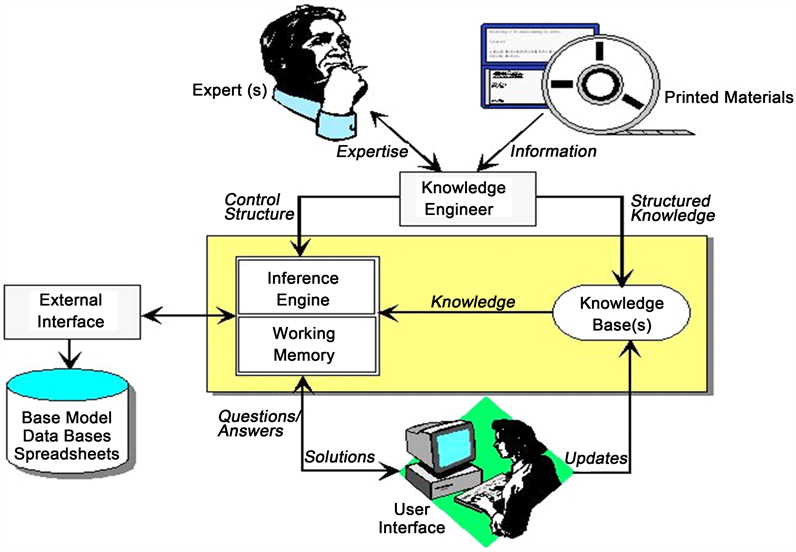 Expert (s)
Printed Materials
Expertise
Information
Knowledge
Engineer
Control
Structure
Structured
Knowledge
Inference
Engine
Working
Memory
Knowledge
Knowledge
Base(s)
External
Interface
Base Model
Data Bases
Spreadsheets
Questions/
Answers
Solutions
Updates
User
Interface